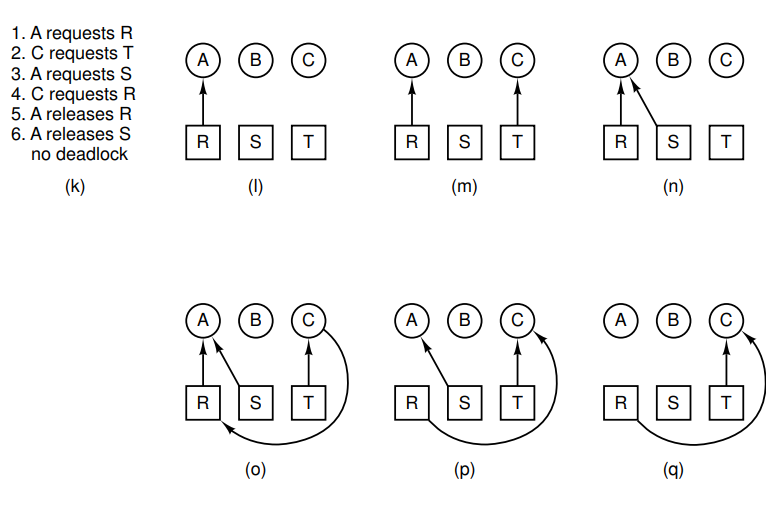 1. A requests R
2. C requests T
3. A requests S
4. C requests R
5. A releases R
6. A releases S
no deadlock
(k)
A B C
R S T
(l)
A B C
R S T
(m)
A B C
R S T
(n)
A B C
R S T
(o)
A B C
R S T
(p)
A B C
R S T
(q)